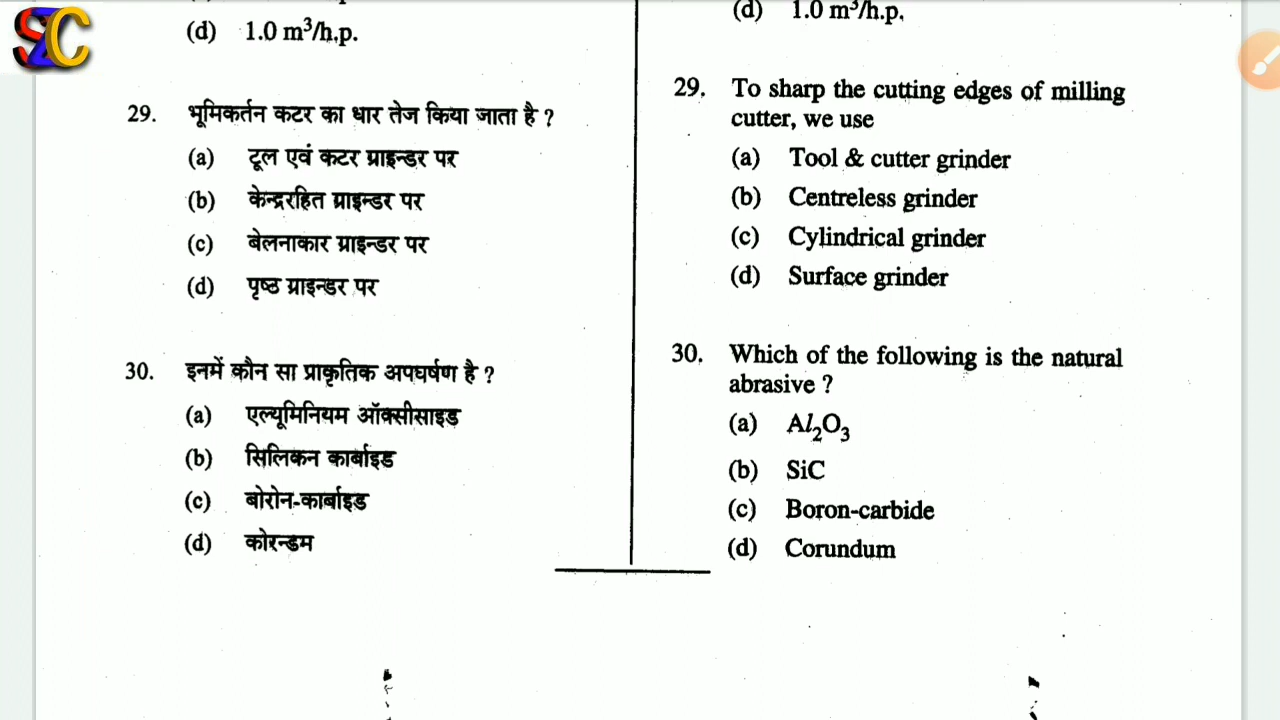 SZC
(d) 1.0 m³/h.p.
29. भूमिकर्तन कटर का धार तेज किया जाता है ?
(a) टूल एवं कटर ग्राइन्डर पर
(b) केन्द्ररहित ग्राइन्डर पर
(c) बेलनाकार ग्राइन्डर पर
(d) पृष्ठ ग्राइन्डर पर
30. इनमें कौन सा प्राकृतिक अपघर्षण है ?
(a) एल्यूमिनियम ऑक्सीसाइड
(b) सिलिकन कार्बाइड
(c) बोरोन-कार्बाइड
(d) कोरन्डम
(d) 1.0 m³/h.p.
29. To sharp the cutting edges of milling
cutter, we use
(a) Tool & cutter grinder
(b) Centreless grinder
(c) Cylindrical grinder
(d) Surface grinder
30. Which of the following is the natural
abrasive ?
(a) Al₂O₃
(b) SiC
(c) Boron-carbide
(d) Corundum